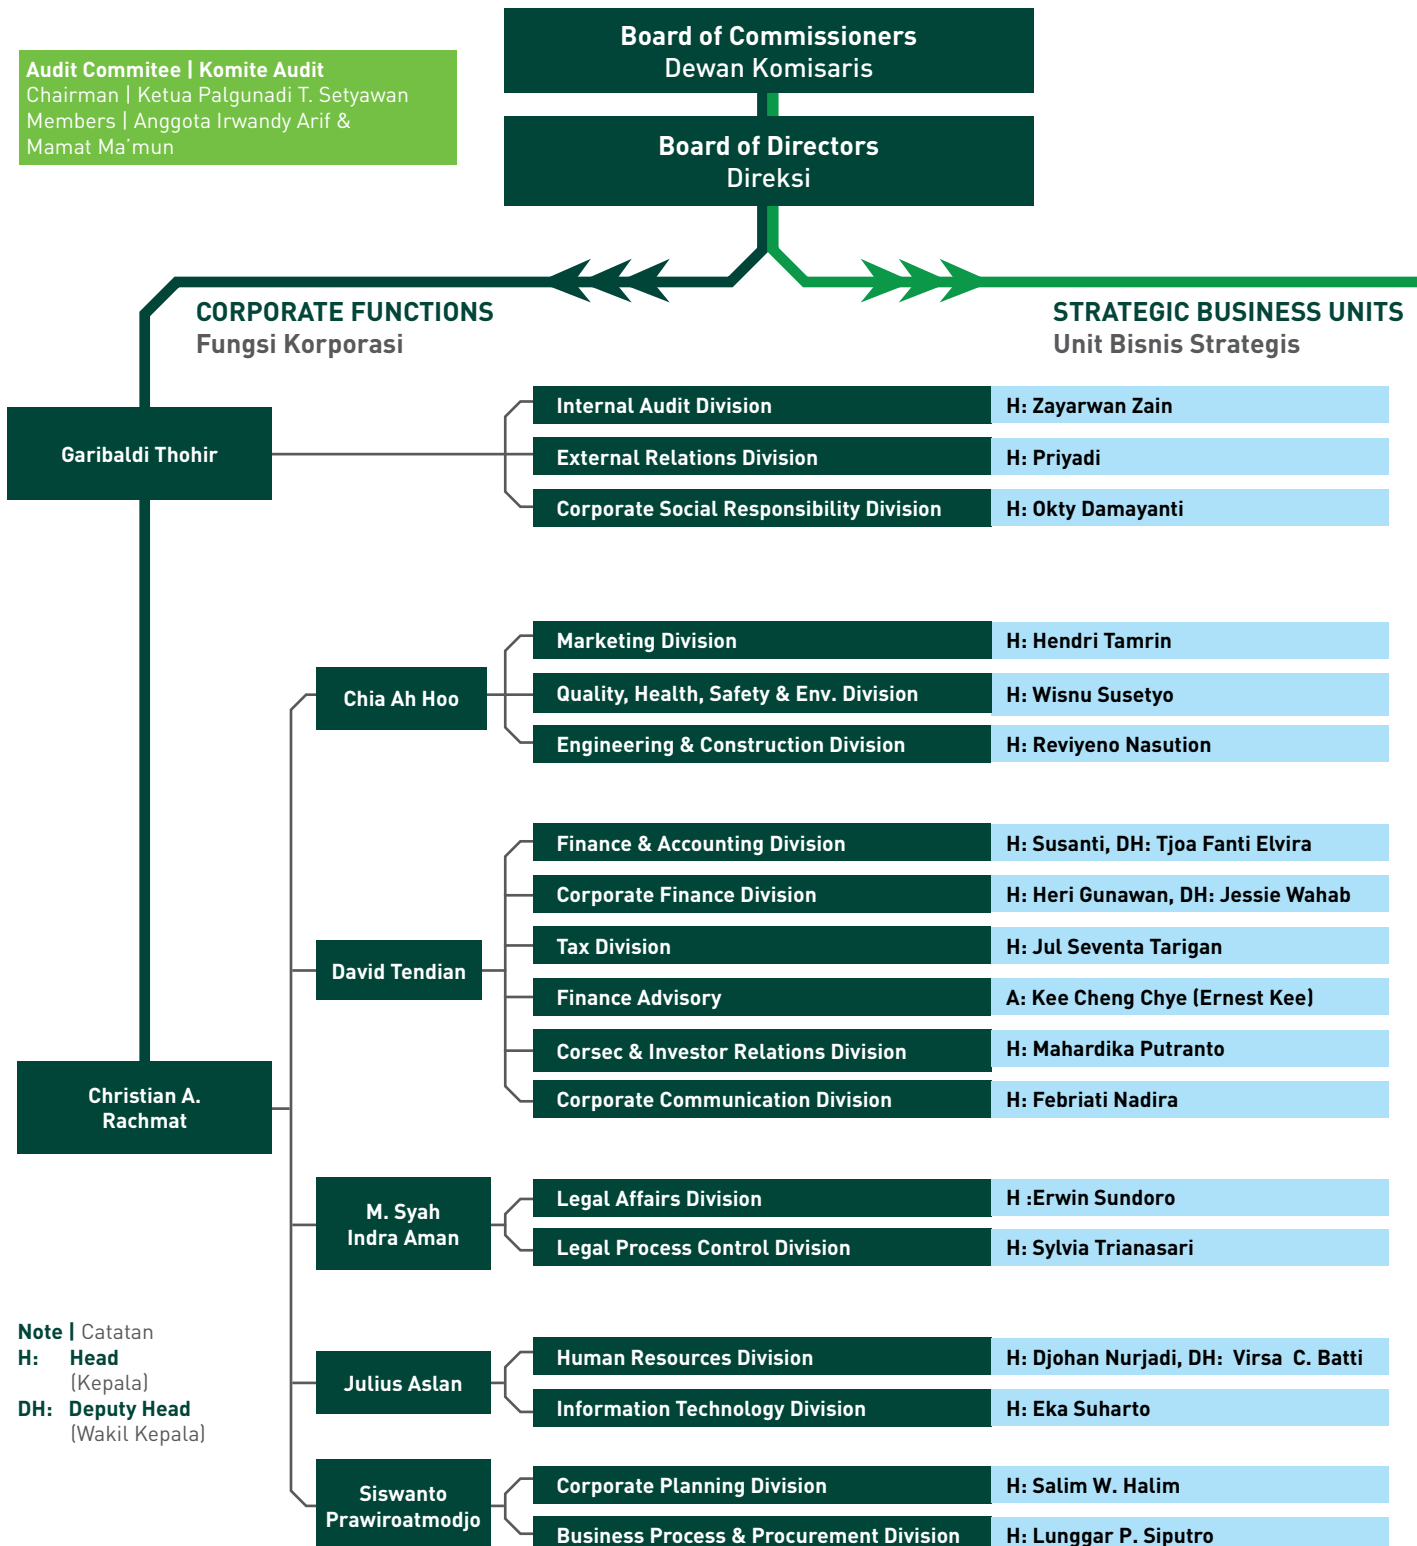 Board of Commissioners
Dewan Komisaris
Audit Commitee | Komite Audit
Chairman | Ketua Palgunadi T. Setyawan
Members | Anggota Irwandy Arif &
Mamat Ma'mun
Board of Directors
Direksi
CORPORATE FUNCTIONS
Fungsi Korporasi
STRATEGIC BUSINESS UNITS
Unit Bisnis Strategis
Garibaldi Thohir
Internal Audit Division
H: Zayarwan Zain
External Relations Division
H: Priyadi
Corporate Social Responsibility Division
H: Okty Damayanti
Chia Ah Hoo
Marketing Division
H: Hendri Tamrin
Quality, Health, Safety & Env. Division
H: Wisnu Susetyo
Engineering & Construction Division
H: Reviyeno Nasution
David Tendian
Finance & Accounting Division
H: Susanti, DH: Tjoa Fanti Elvira
Corporate Finance Division
H: Heri Gunawan, DH: Jessie Wahab
Tax Division
H: Jul Seventa Tarigan
Finance Advisory
A: Kee Cheng Chye (Ernest Kee)
Corsec & Investor Relations Division
H: Mahardika Putranto
Corporate Communication Division
H: Febriati Nadira
Christian A.
Rachmat
M. Syah
Indra Aman
Legal Affairs Division
H :Erwin Sundoro
Legal Process Control Division
H: Sylvia Trianasari
Julius Aslan
Human Resources Division
H: Djohan Nurjadi, DH: Virsa C. Batti
Information Technology Division
H: Eka Suharto
Siswanto
Prawiroatmodjo
Corporate Planning Division
H: Salim W. Halim
Business Process & Procurement Division
H: Lunggar P. Siputro
Note | Catatan
H: Head
(Kepala)
DH: Deputy Head
(Wakil Kepala)